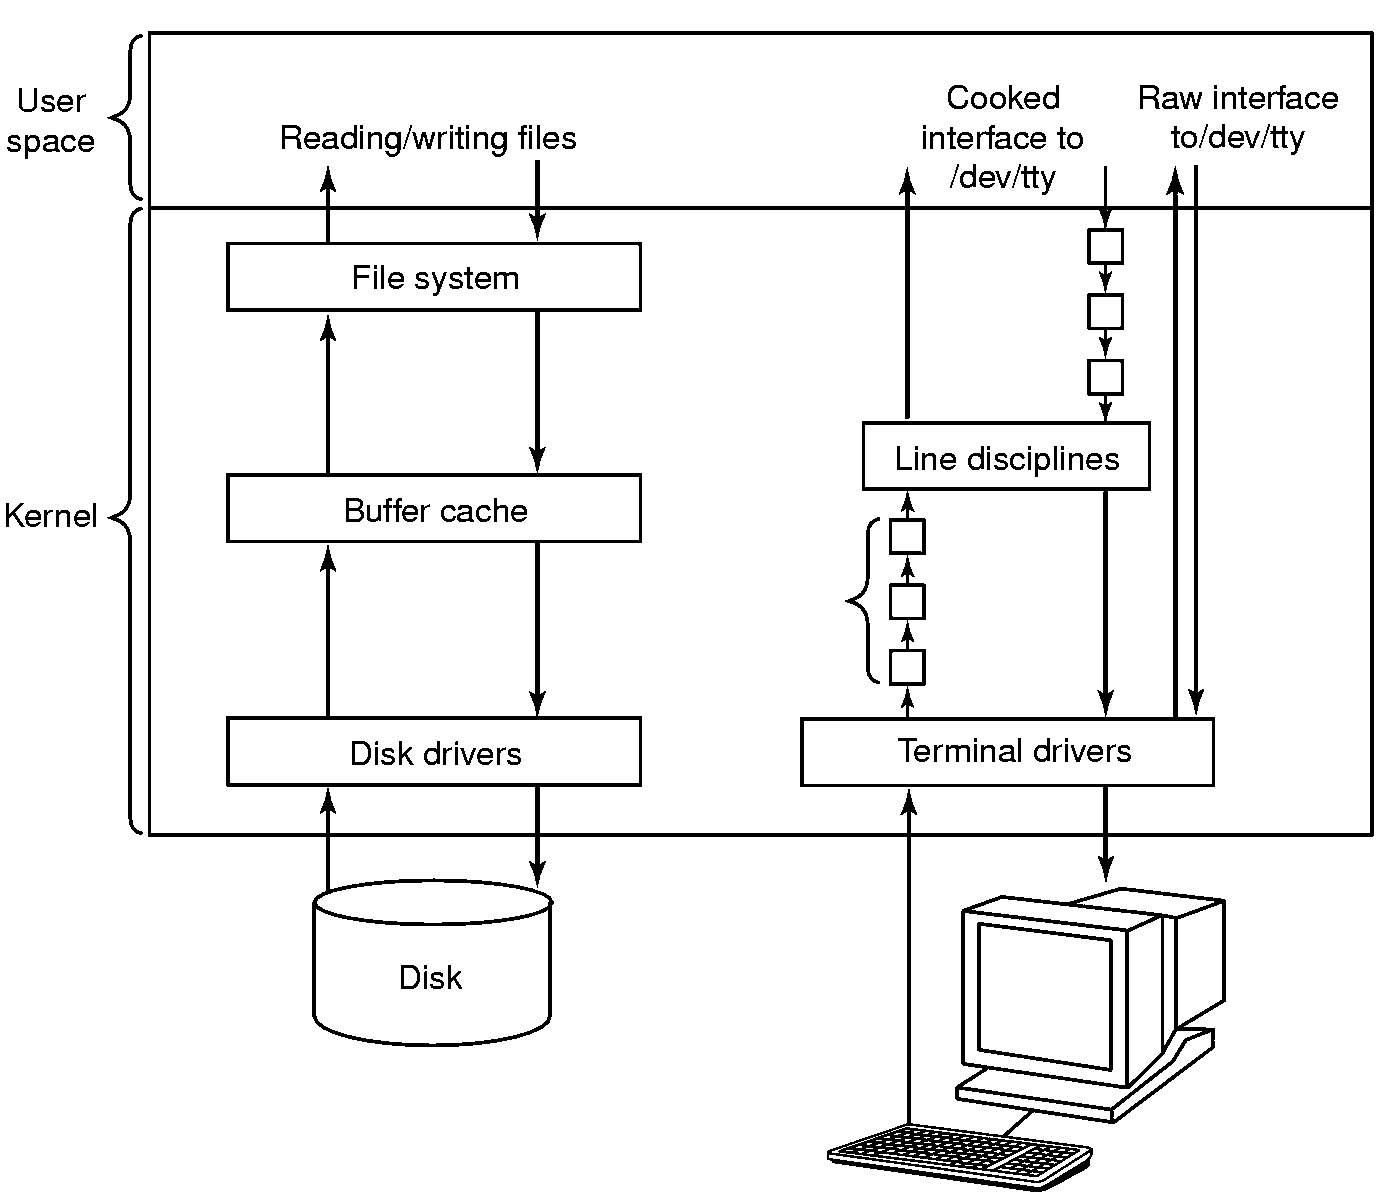 User
space
Reading/writing files
Cooked
interface to
/dev/tty
Raw interface
to/dev/tty
Kernel
File system
Buffer cache
Disk drivers
Line disciplines
Terminal drivers
Disk